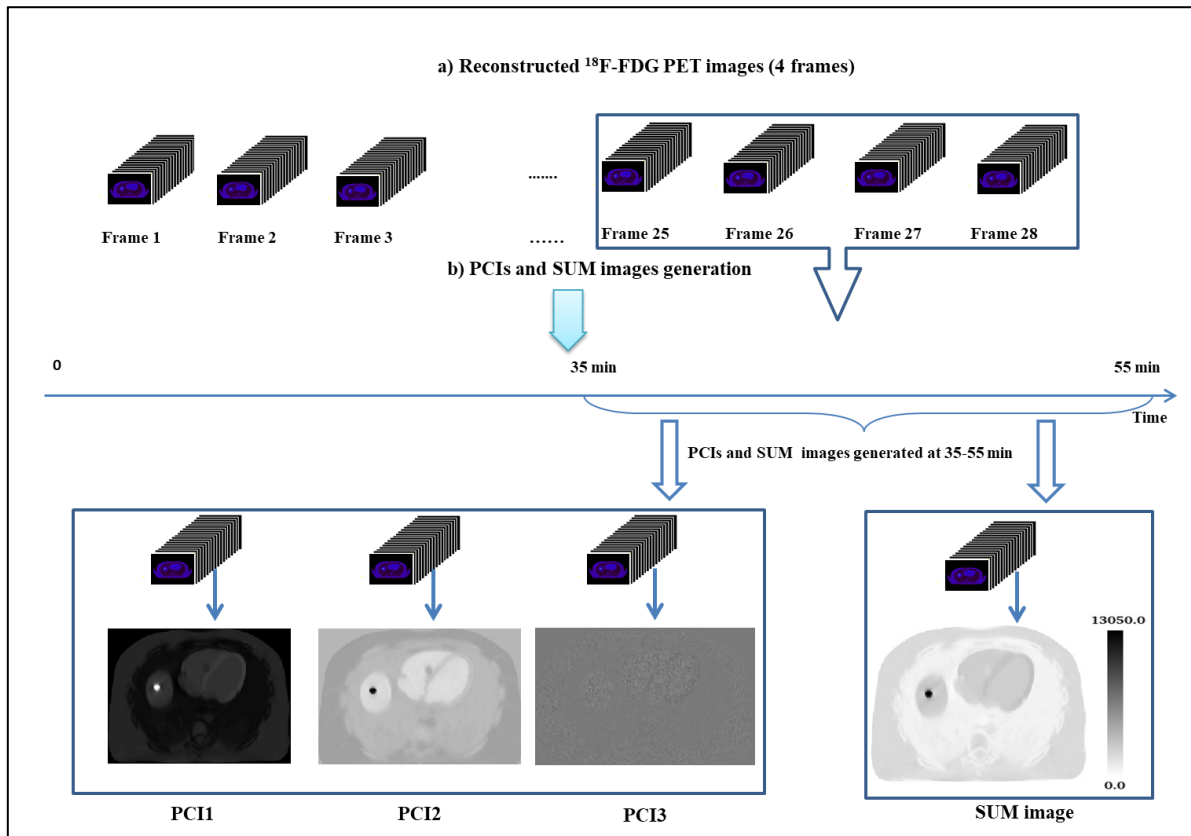 a) Reconstructed ¹⁸F-FDG PET images (4 frames)
.......
Frame 1 Frame 2 Frame 3 ...... Frame 25 Frame 26 Frame 27 Frame 28
b) PCIs and SUM images generation
0 35 min 55 min
Time
PCIs and SUM images generated at 35-55 min
13050.0
0.0
PCI1 PCI2 PCI3 SUM image